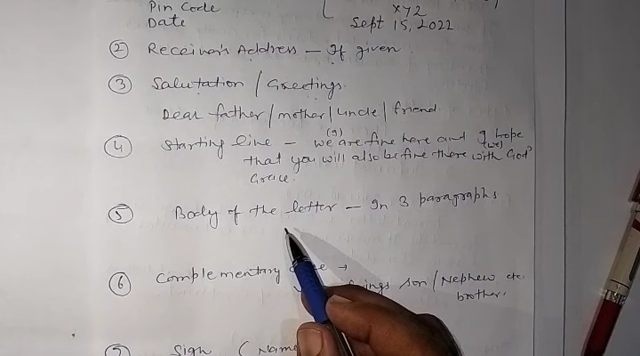 Pin Code
Date
xyz
Sept 15, 2022
② Receiver's Address – If given
③ Salutation / Greetings.
Dear father/mother/uncle/friend
④ Starting line – we are fine here and I hope
(I) (we)
that you will also be fine there with God
Grace.
⑤ Body of the letter – In 3 paragraphs
⑥ Complementary →
son/Nephew etc.
brother.
⑦ Sign (Name